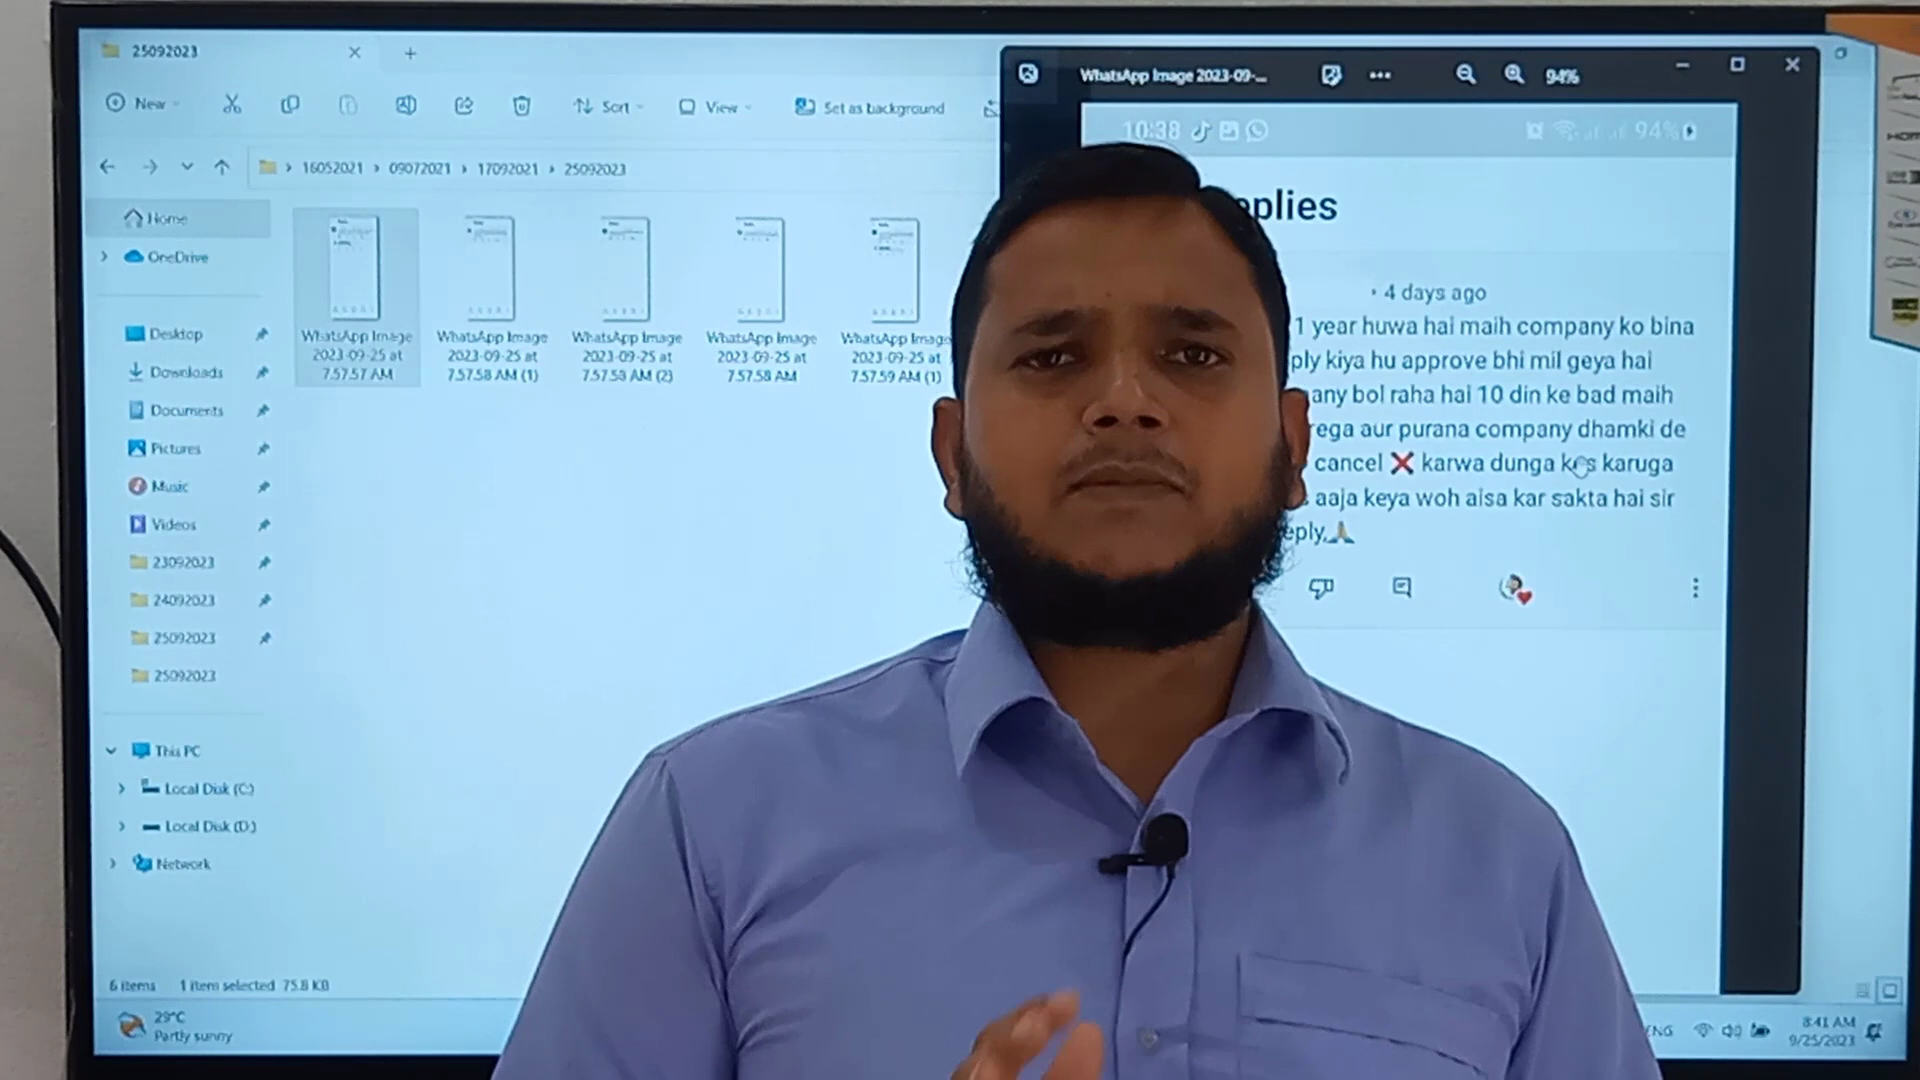 25092023
New
Sort
View
Set as background
16052021 › 09072021 › 17092021 › 25092023
Home
OneDrive
Desktop
Downloads
Documents
Pictures
Music
Videos
23092023
24092023
25092023
25092023
This PC
Local Disk (C:)
Local Disk (D:)
Network
WhatsApp Image
2023-09-25 at
7.57.57 AM
WhatsApp Image
2023-09-25 at
7.57.58 AM (1)
WhatsApp Image
2023-09-25 at
7.57.58 AM (2)
WhatsApp Image
2023-09-25 at
7.57.58 AM
WhatsApp Image
2023-09-25 at
7.57.59 AM (1)
6 items 1 item selected 75.8 KB
29°C
Partly sunny
WhatsApp Image 2023-09-...
94%
10:38
94%
eplies
• 4 days ago
1 year huwa hai maih company ko bina
ply kiya hu approve bhi mil geya hai
any bol raha hai 10 din ke bad maih
rega aur purana company dhamki de
cancel ❌ karwa dunga kes karuga
aaja keya woh aisa kar sakta hai sir
eply.🙏
ENG
8:41 AM
9/25/2023